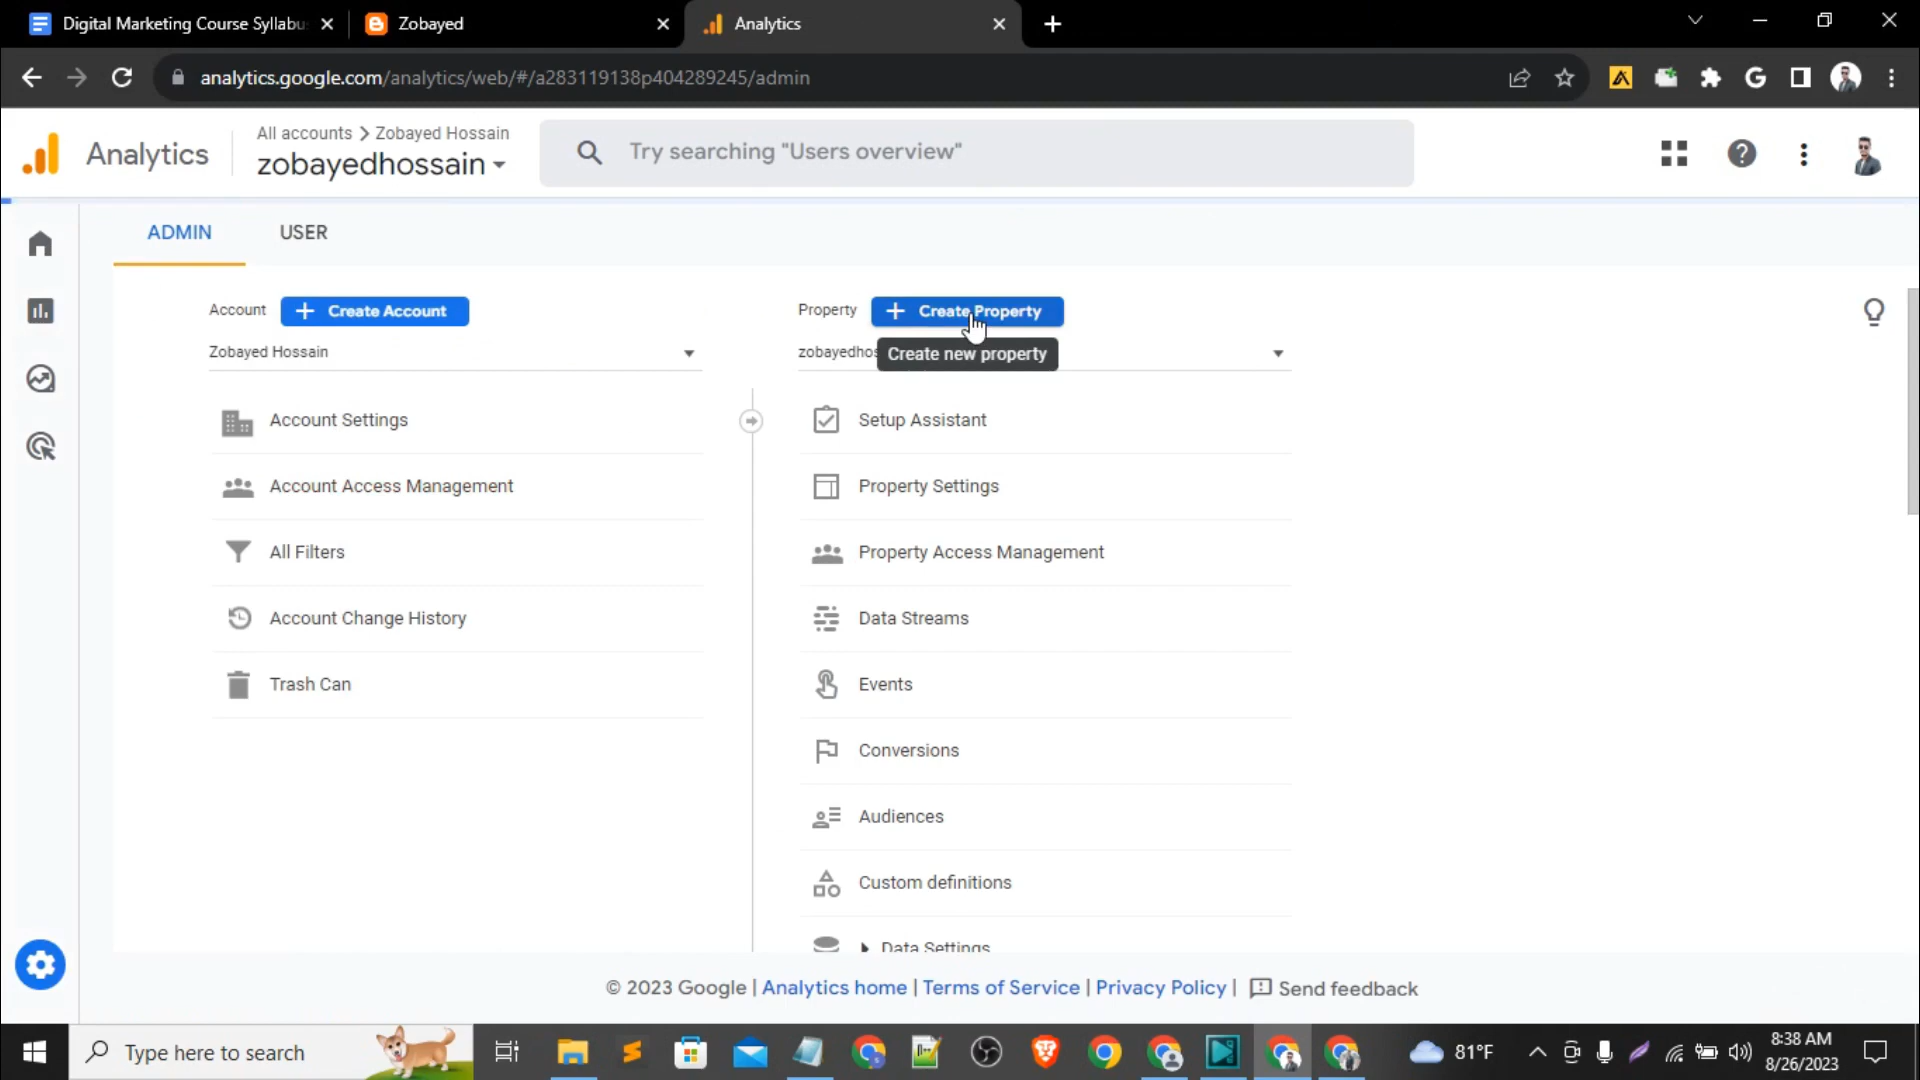 Digital Marketing Course Syllabu
Zobayed
Analytics
analytics.google.com/analytics/web/#/a283119138p404289245/admin
Analytics
All accounts > Zobayed Hossain
zobayedhossain
Try searching "Users overview"
ADMIN
USER
Account
+ Create Account
Property
+ Create Property
Zobayed Hossain
zobayedhos
Create new property
Account Settings
Account Access Management
All Filters
Account Change History
Trash Can
Setup Assistant
Property Settings
Property Access Management
Data Streams
Events
Conversions
Audiences
Custom definitions
Data Settings
© 2023 Google | Analytics home | Terms of Service | Privacy Policy | Send feedback
Type here to search
81°F
8:38 AM
8/26/2023